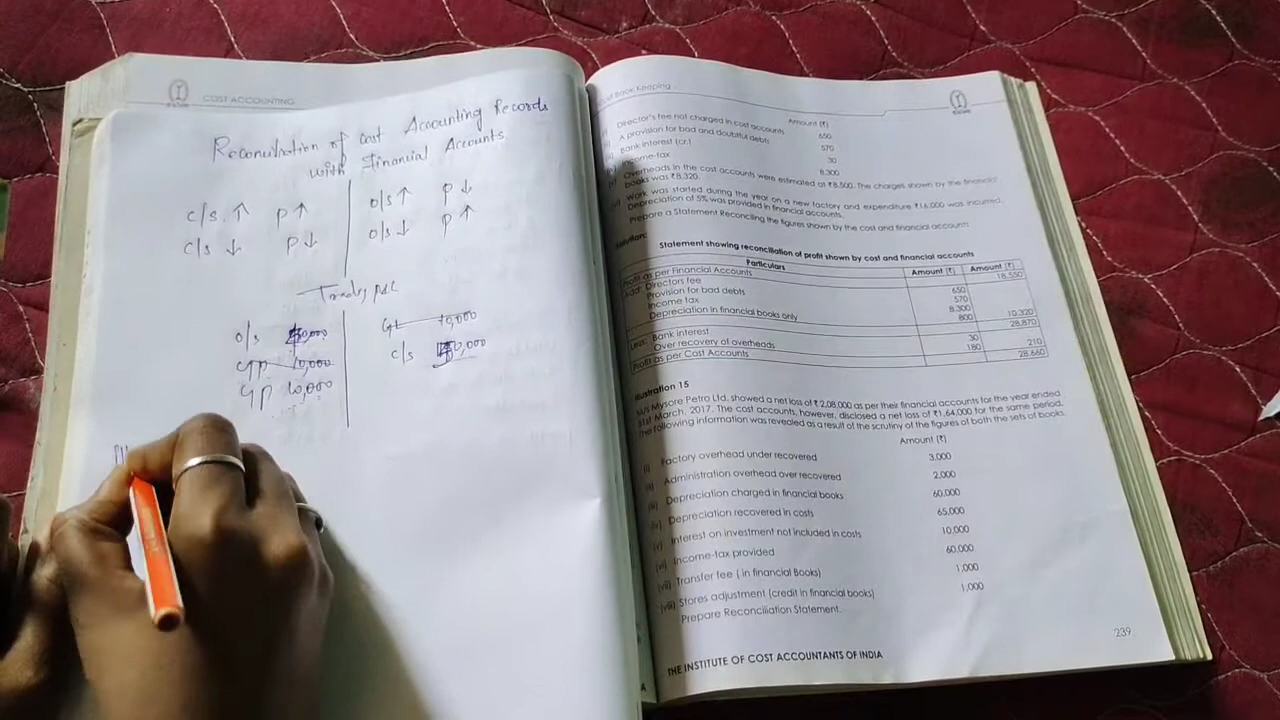 COST ACCOUNTING
Reconciliation of Cost Accounting Records
with Financial Accounts
c/s ↑ P↑ o/s ↑ P↓
c/s ↓ P↓ o/s ↓ P↑
Trading P&L
o/s 0,000 10,000
GP 10,000 c/s 0,000
GP 10,000
Book Keeping
Amount (₹)
Director's fee not charged in cost accounts 650
A provision for bad and doubtful debts 570
Bank interest (cr.) 30
Income-tax 8,300
Overheads in the cost accounts were estimated at ₹8,500. The charges shown by the financial
books was ₹8,320.
Work was started during the year on a new factory and expenditure ₹16,000 was incurred.
Depreciation of 5% was provided in financial accounts.
Prepare a Statement Reconciling the figures shown by the cost and financial accounts
Solution:
Statement showing reconciliation of profit shown by cost and financial accounts
Particulars Amount (₹) Amount (₹)
Profit as per Financial Accounts 18,550
Add: Directors fee 650
Provision for bad debts 570
Income tax 8,300
Depreciation in financial books only 800 10,320
28,870
Less: Bank interest 30
Over recovery of overheads 180 210
Profit as per Cost Accounts 28,660
Illustration 15
M/s Mysore Petro Ltd. showed a net loss of ₹ 2,08,000 as per their financial accounts for the year ended
31st March, 2017. The cost accounts, however, disclosed a net loss of ₹1,64,000 for the same period.
The following information was revealed as a result of the scrutiny of the figures of both the sets of books.
Amount (₹)
(i) Factory overhead under recovered 3,000
(ii) Administration overhead over recovered 2,000
(iii) Depreciation charged in financial books 60,000
(iv) Depreciation recovered in costs 65,000
(v) Interest on investment not included in costs 10,000
(vi) Income-tax provided 60,000
(vii) Transfer fee ( in financial Books) 1,000
(viii) Stores adjustment (credit in financial books) 1,000
Prepare Reconciliation Statement.
239
THE INSTITUTE OF COST ACCOUNTANTS OF INDIA